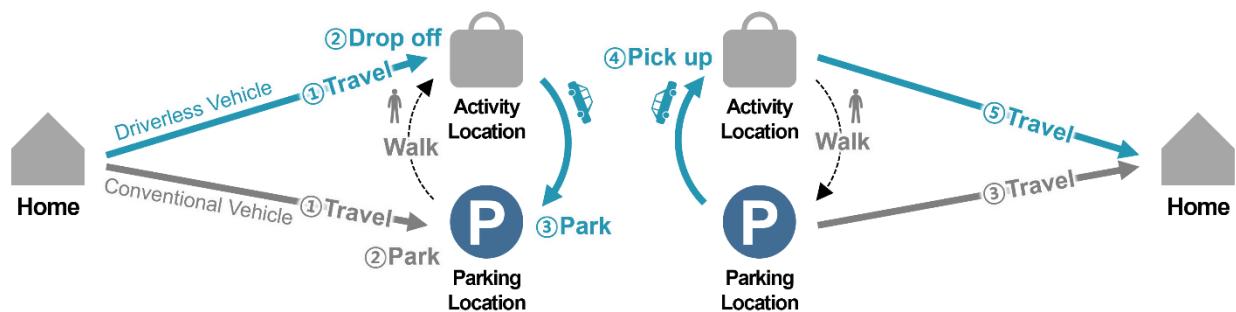 ②Drop off
①Travel
Driverless Vehicle
Activity
Location
Walk
Home
Conventional Vehicle
①Travel
②Park
P
③Park
Parking
Location
④Pick up
Activity
Location
Walk
⑤Travel
③Travel
P
Parking
Location
Home